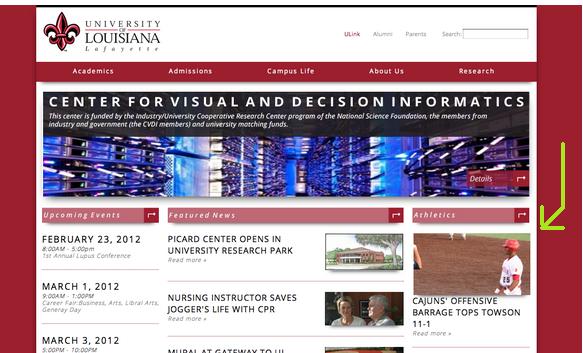 UNIVERSITY
OF
LOUISIANA
Lafayette
ULink Alumni Parents Search:
Academics Admissions Campus Life About Us Research
CENTER FOR VISUAL AND DECISION INFORMATICS
This center is funded by the Industry/University Cooperative Research Center program of the National Science Foundation, the members from
industry and government (the CVDI members) and university matching funds.
Details
Upcoming Events
FEBRUARY 23, 2012
8:00AM - 5:00pm
1st Annual Lupus Conference
MARCH 1, 2012
9:00AM - 1:00PM
Career Fair:Business, Arts, Libral Arts,
Generay Day
MARCH 3, 2012
5:00PM - 10:00PM
Featured News
PICARD CENTER OPENS IN
UNIVERSITY RESEARCH PARK
Read more »
NURSING INSTRUCTOR SAVES
JOGGER'S LIFE WITH CPR
Read more »
MURAL AT GATEWAY TO UL
Athletics
25
CAJUNS' OFFENSIVE
BARRAGE TOPS TOWSON
11-1
Read more »